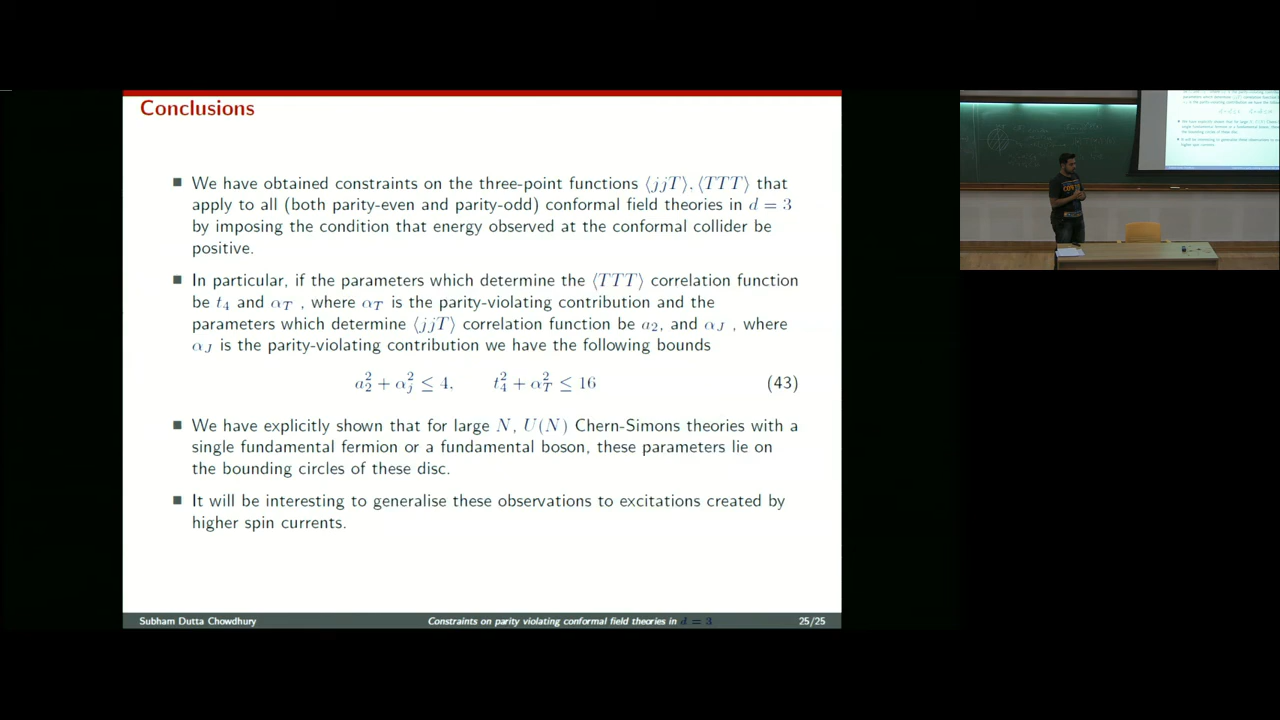 Conclusions
We have obtained constraints on the three-point functions ⟨jjT⟩, ⟨TTT⟩ that
apply to all (both parity-even and parity-odd) conformal field theories in d = 3
by imposing the condition that energy observed at the conformal collider be
positive.
In particular, if the parameters which determine the ⟨TTT⟩ correlation function
be t₄ and α_T , where α_T is the parity-violating contribution and the
parameters which determine ⟨jjT⟩ correlation function be a₂, and α_J , where
α_J is the parity-violating contribution we have the following bounds
a₂² + α_j² ≤ 4, t₄² + α_T² ≤ 16 (43)
We have explicitly shown that for large N, U(N) Chern-Simons theories with a
single fundamental fermion or a fundamental boson, these parameters lie on
the bounding circles of these disc.
It will be interesting to generalise these observations to excitations created by
higher spin currents.
Subham Dutta Chowdhury Constraints on parity violating conformal field theories in d = 3 25/25